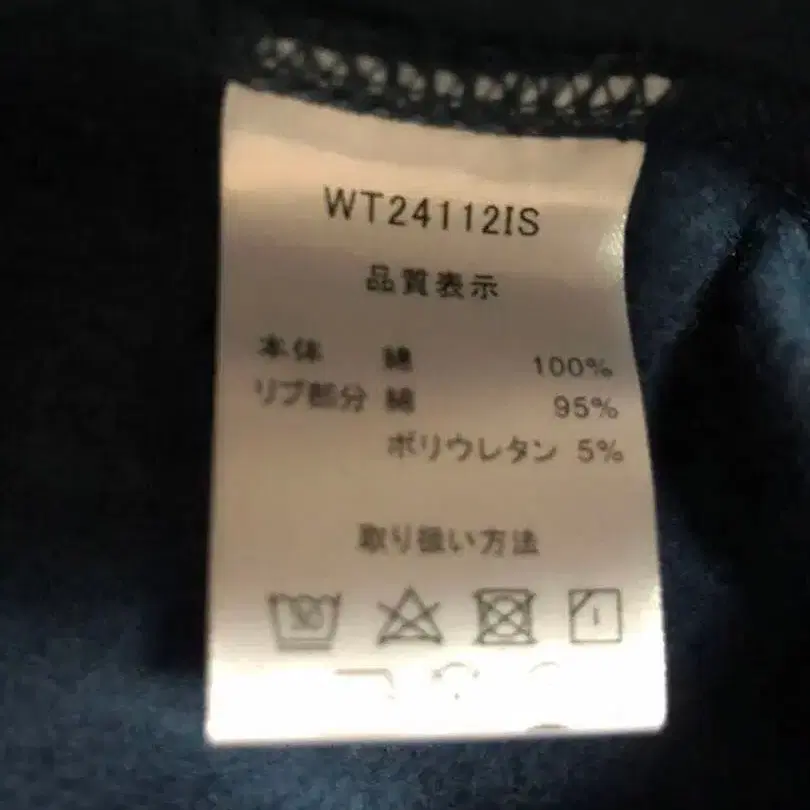 WT24112IS
品質表示
本体 綿 100%
リブ部分 綿 95%
ポリウレタン 5%
取り扱い方法